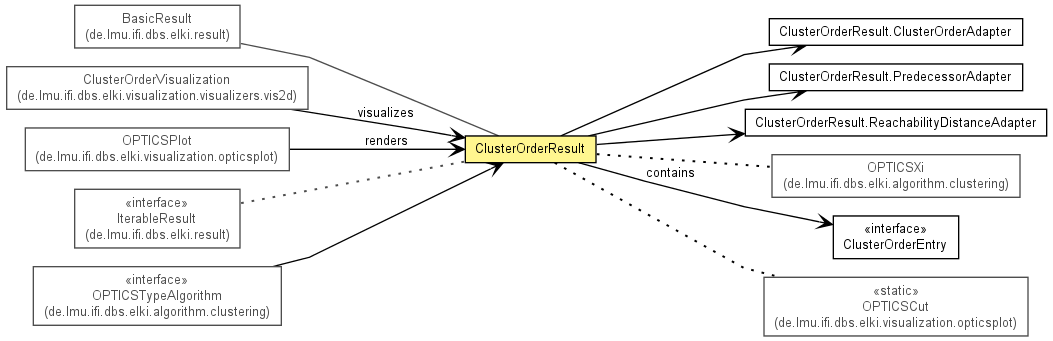 BasicResult
(de.lmu.ifi.dbs.elki.result)
ClusterOrderVisualization
(de.lmu.ifi.dbs.elki.visualization.visualizers.vis2d)
visualizes
OPTICSPlot
(de.lmu.ifi.dbs.elki.visualization.opticsplot)
renders
«interface»
IterableResult
(de.lmu.ifi.dbs.elki.result)
«interface»
OPTICSTypeAlgorithm
(de.lmu.ifi.dbs.elki.algorithm.clustering)
ClusterOrderResult
ClusterOrderResult.ClusterOrderAdapter
ClusterOrderResult.PredecessorAdapter
ClusterOrderResult.ReachabilityDistanceAdapter
OPTICSXi
(de.lmu.ifi.dbs.elki.algorithm.clustering)
contains
«interface»
ClusterOrderEntry
«static»
OPTICSCut
(de.lmu.ifi.dbs.elki.visualization.opticsplot)